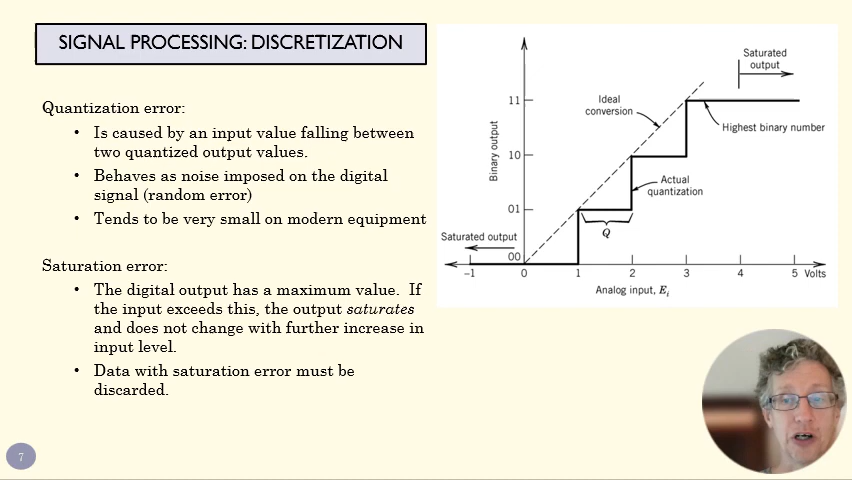 SIGNAL PROCESSING: DISCRETIZATION
Quantization error:
• Is caused by an input value falling between
two quantized output values.
• Behaves as noise imposed on the digital
signal (random error)
• Tends to be very small on modern equipment
Saturation error:
• The digital output has a maximum value. If
the input exceeds this, the output saturates
and does not change with further increase in
input level.
• Data with saturation error must be
discarded.
7
Saturated
output
Ideal
conversion
11
Highest binary number
Binary output
10
Actual
quantization
01
Q
Saturated output
00
−1 0 1 2 3 4 5 Volts
Analog input, Ei